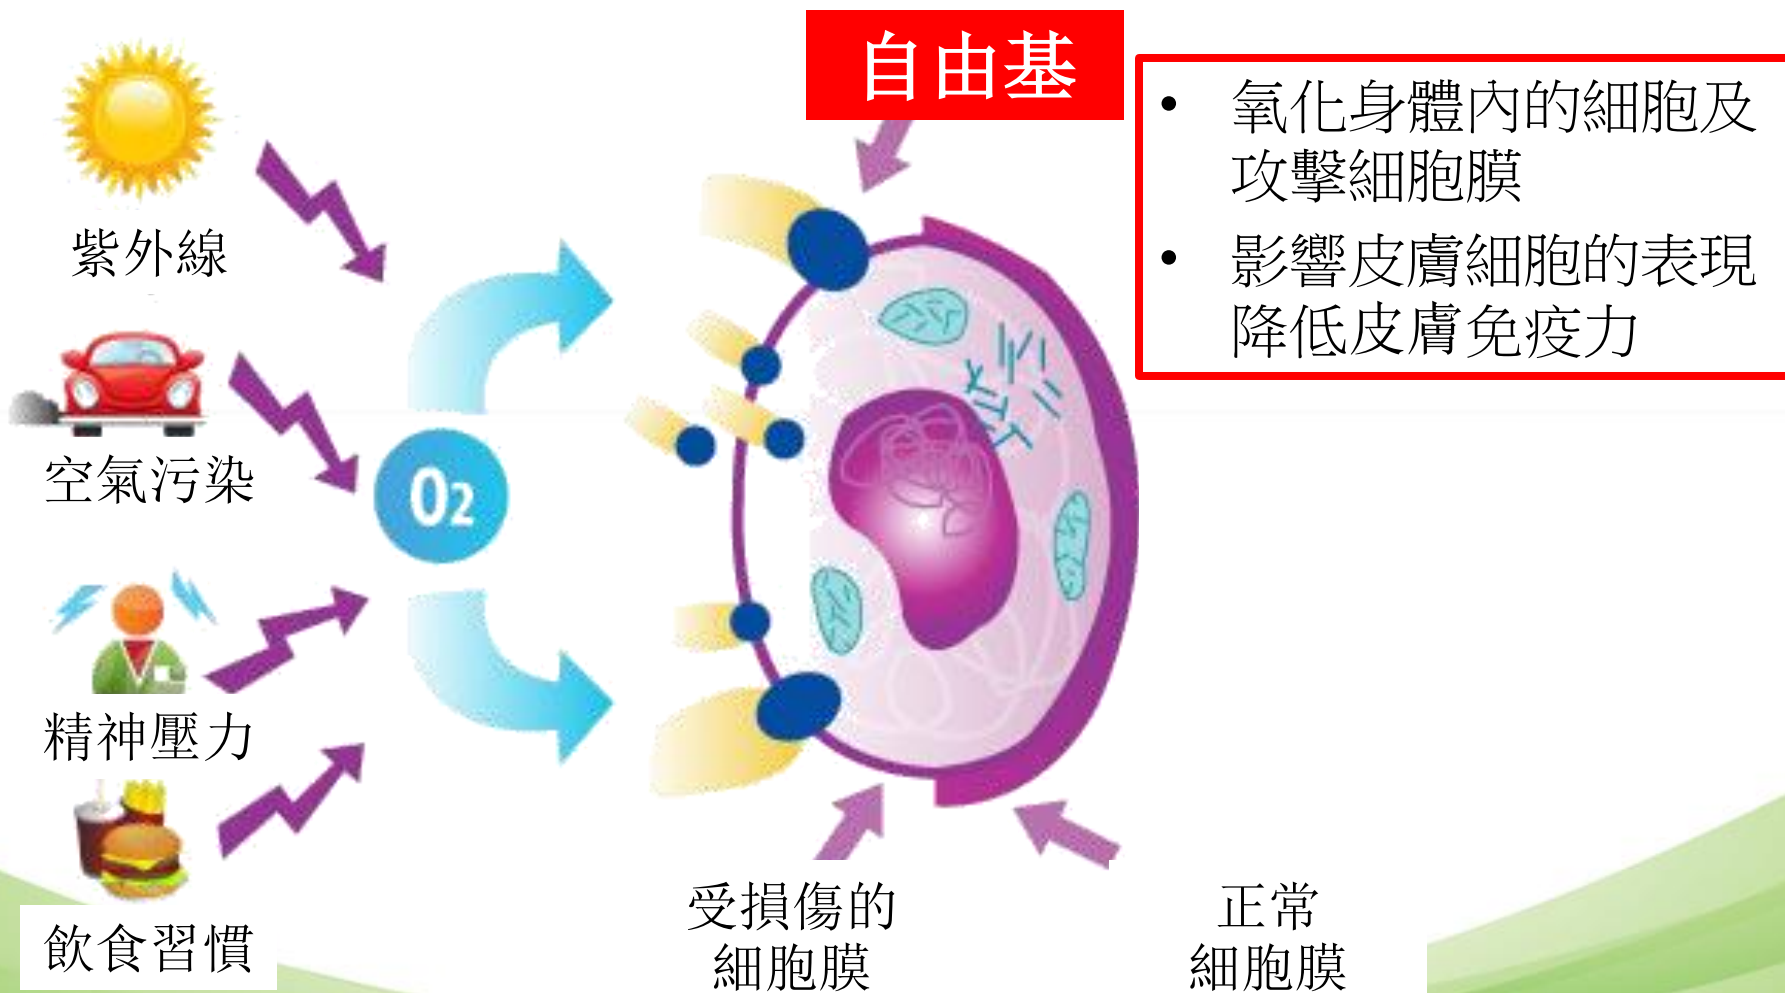 自由基
• 氧化身體內的細胞及
攻擊細胞膜
• 影響皮膚細胞的表現
降低皮膚免疫力
紫外線
空氣污染
O2
精神壓力
飲食習慣
受損傷的
細胞膜
正常
細胞膜